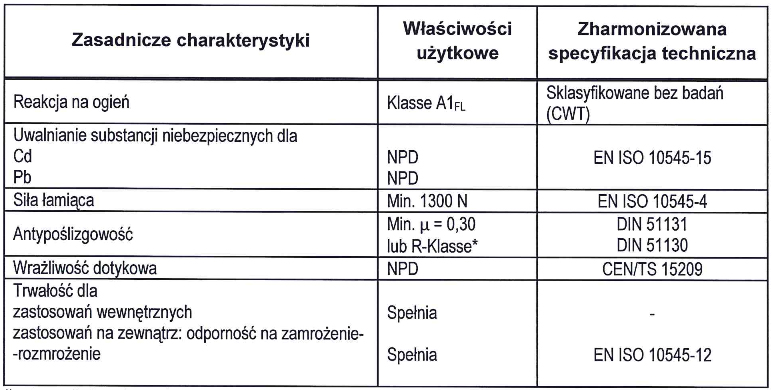 Zasadnicze charakterystyki
Właściwości
użytkowe
Zharmonizowana
specyfikacja techniczna
Reakcja na ogień
Klasse A1FL
Sklasyfikowane bez badań
(CWT)
Uwalnianie substancji niebezpiecznych dla
Cd
NPD
EN ISO 10545-15
Pb
NPD
Siła łamiąca
Min. 1300 N
EN ISO 10545-4
Antypoślizgowość
Min. µ = 0,30
lub R-Klasse*
DIN 51131
DIN 51130
Wrażliwość dotykowa
NPD
CEN/TS 15209
Trwałość dla
zastosowań wewnętrznych
Spełnia
-
zastosowań na zewnątrz: odporność na zamrożenie-
-rozmrożenie
Spełnia
EN ISO 10545-12